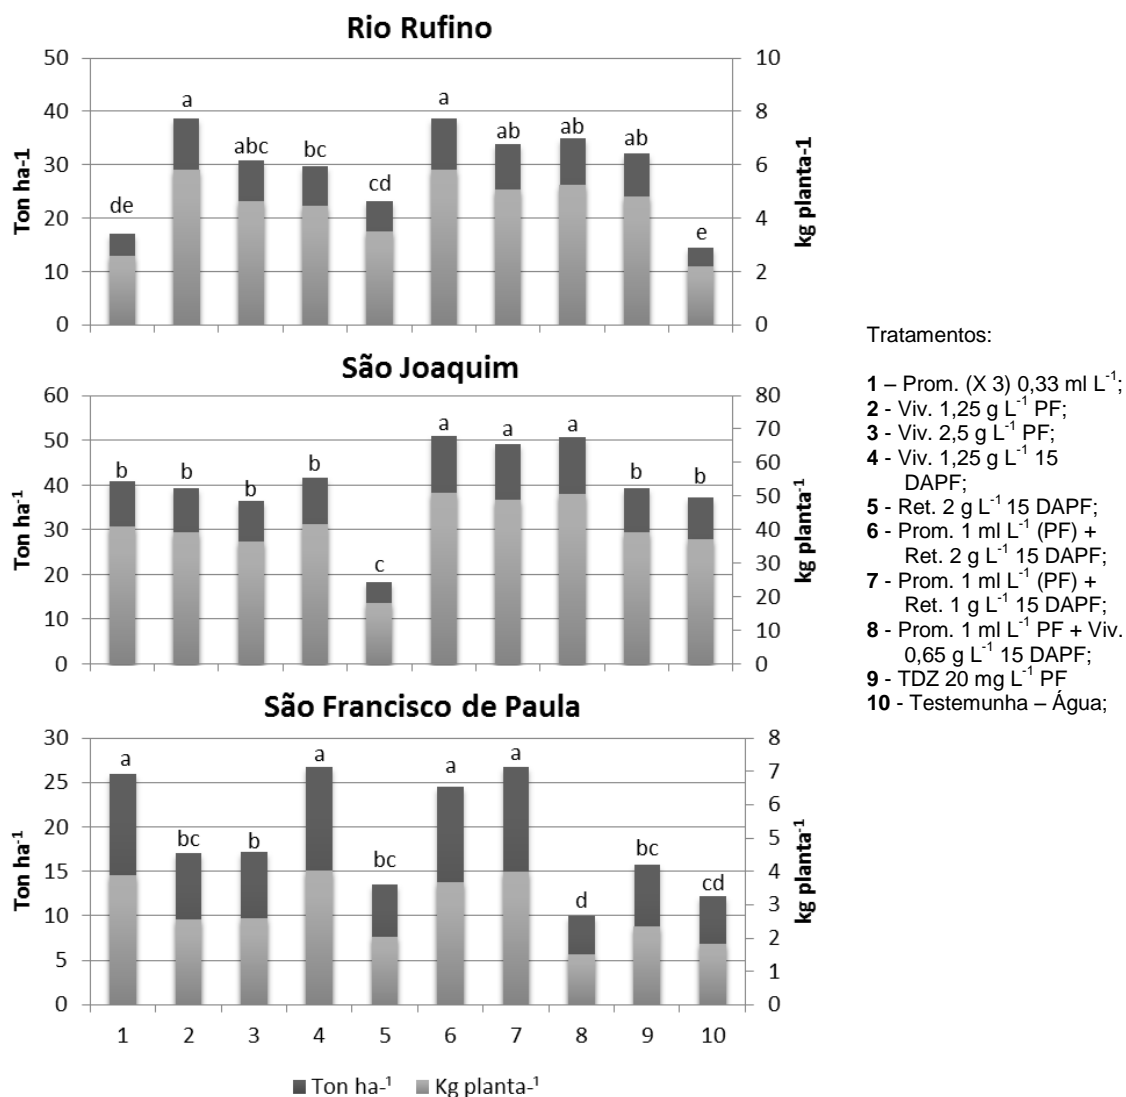 Rio Rufino
50
40
30
20
10
0
Ton ha-1
10
8
6
4
2
0
kg planta-1
de
a
abc
bc
cd
a
ab
ab
ab
e
São Joaquim
60
50
40
30
20
10
0
Ton ha⁻¹
80
70
60
50
40
30
20
10
0
kg planta⁻¹
b
b
b
b
c
a
a
a
b
b
São Francisco de Paula
30
25
20
15
10
5
0
Ton ha⁻¹
8
7
6
5
4
3
2
1
0
kg planta⁻¹
a
bc
b
a
bc
a
a
d
bc
cd
1 2 3 4 5 6 7 8 9 10
Ton ha-¹ Kg planta-¹
Tratamentos:
1 – Prom. (X 3) 0,33 ml L⁻¹;
2 - Viv. 1,25 g L⁻¹ PF;
3 - Viv. 2,5 g L⁻¹ PF;
4 - Viv. 1,25 g L⁻¹ 15
DAPF;
5 - Ret. 2 g L⁻¹ 15 DAPF;
6 - Prom. 1 ml L⁻¹ (PF) +
Ret. 2 g L⁻¹ 15 DAPF;
7 - Prom. 1 ml L⁻¹ (PF) +
Ret. 1 g L⁻¹ 15 DAPF;
8 - Prom. 1 ml L⁻¹ PF + Viv.
0,65 g L⁻¹ 15 DAPF;
9 - TDZ 20 mg L⁻¹ PF
10 - Testemunha – Água;